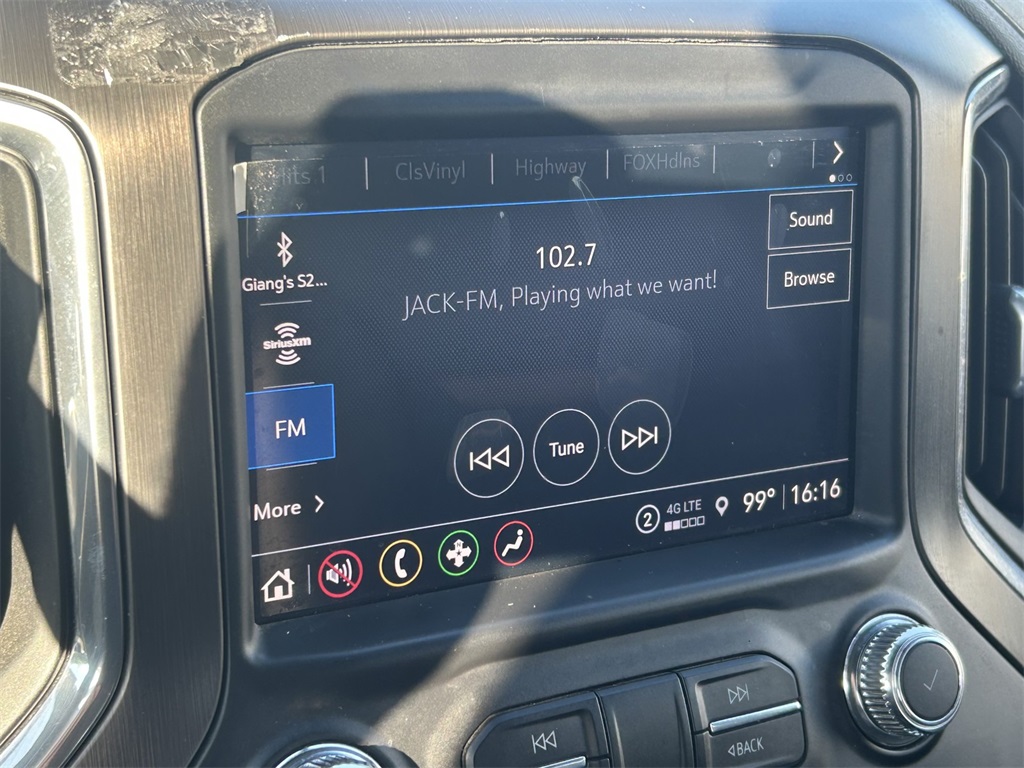 ClsVinyl Highway FOXHdlns
Sound
102.7
JACK-FM, Playing what we want!
Browse
Giang's S2...
SiriusXM
FM
Tune
More
2 4G LTE 99° 16:16
BACK